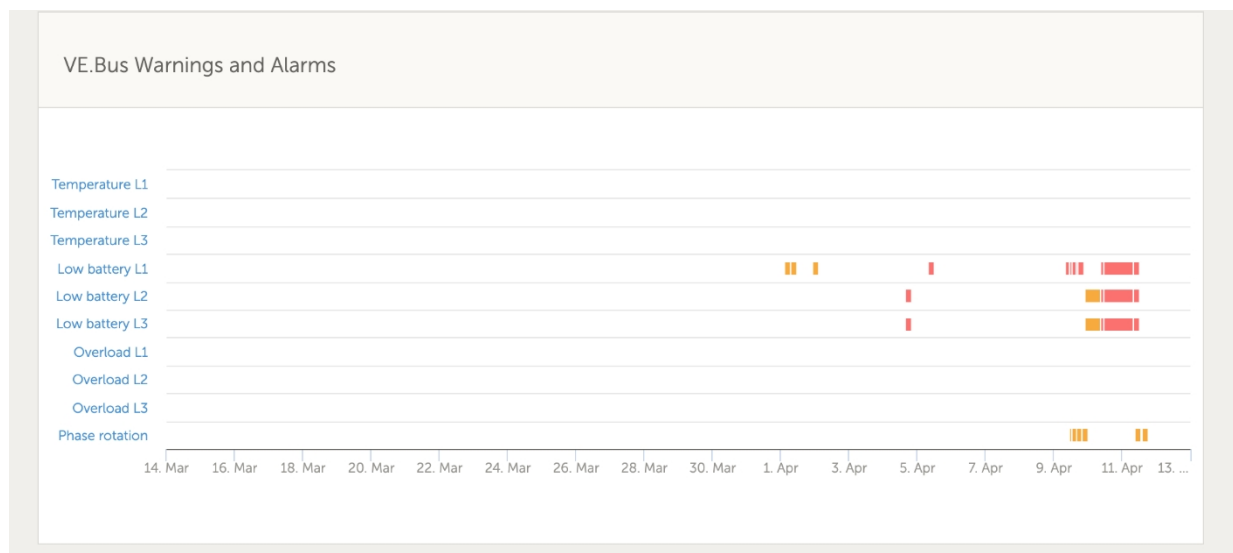 VE.Bus Warnings and Alarms
Temperature L1
Temperature L2
Temperature L3
Low battery L1
Low battery L2
Low battery L3
Overload L1
Overload L2
Overload L3
Phase rotation
14. Mar 16. Mar 18. Mar 20. Mar 22. Mar 24. Mar 26. Mar 28. Mar 30. Mar 1. Apr 3. Apr 5. Apr 7. Apr 9. Apr 11. Apr 13. ...